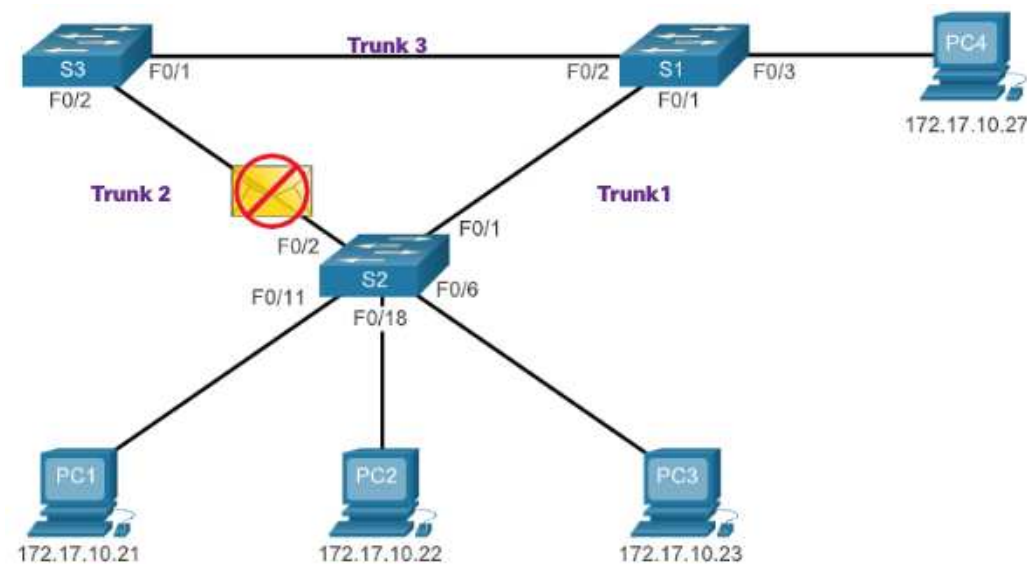 Trunk 3
PC4
S3
F0/1
F0/2
S1
F0/3
F0/2
F0/1
172.17.10.27
Trunk 2
Trunk1
F0/1
F0/2
S2
F0/11
F0/6
F0/18
PC1
PC2
PC3
172.17.10.21
172.17.10.22
172.17.10.23